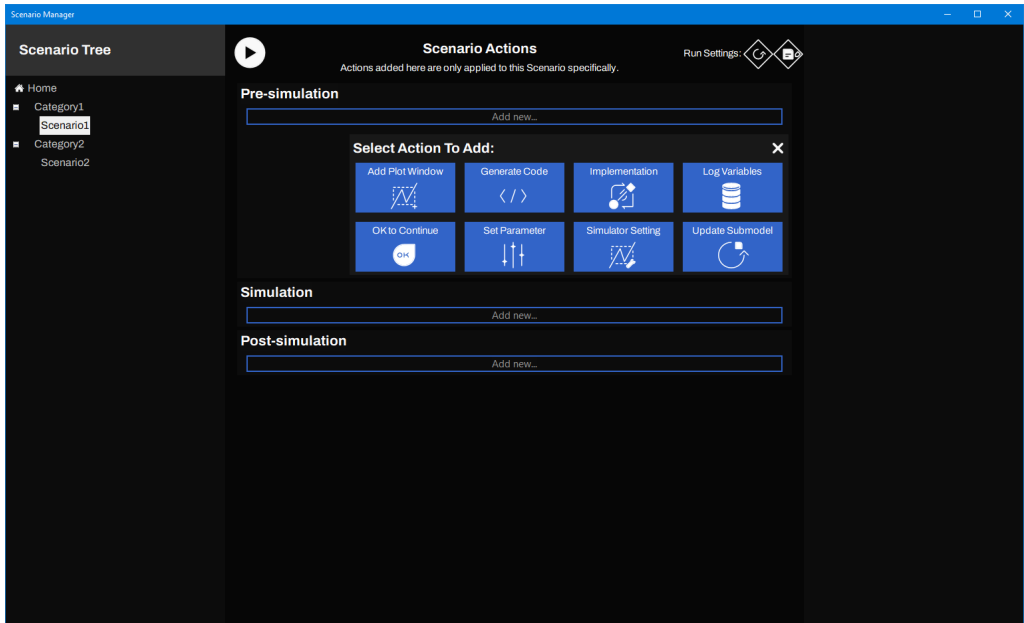 Scenario Manager
Scenario Tree
Home
Category1
Scenario1
Category2
Scenario2
Scenario Actions
Actions added here are only applied to this Scenario specifically.
Run Settings:
Pre-simulation
Add new...
Select Action To Add:
Add Plot Window
Generate Code
Implementation
Log Variables
OK to Continue
OK
Set Parameter
Simulator Setting
Update Submodel
Simulation
Add new...
Post-simulation
Add new...